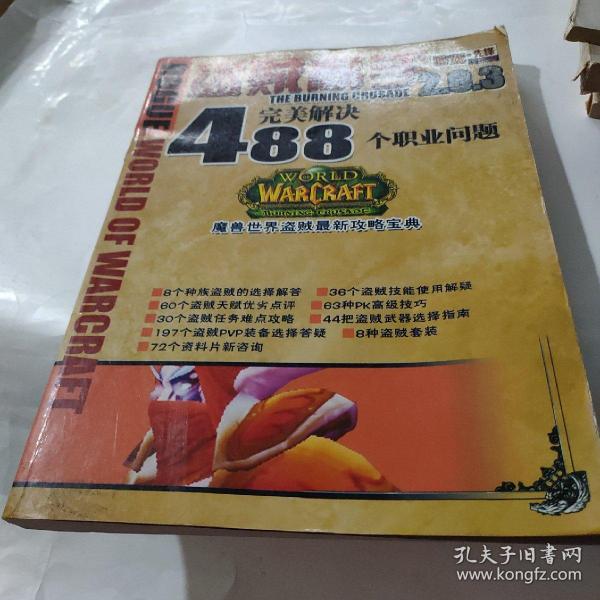 THE BURNING CRUSADE
2.0.3
完美解决
488
个职业问题
WORLD
WARCRAFT
BURNING CRUSADE
魔兽世界盗贼最新攻略宝典
8个种族盗贼的选择解答
36个盗贼技能使用解疑
60个盗贼天赋优劣点评
63种PK高级技巧
30个盗贼任务难点攻略
44把盗贼武器选择指南
197个盗贼PVP装备选择答疑
8种盗贼套装
72个资料片新咨询
ROGUE WORLD OF WARCRAFT
孔夫子旧书网
www.kongfz.com